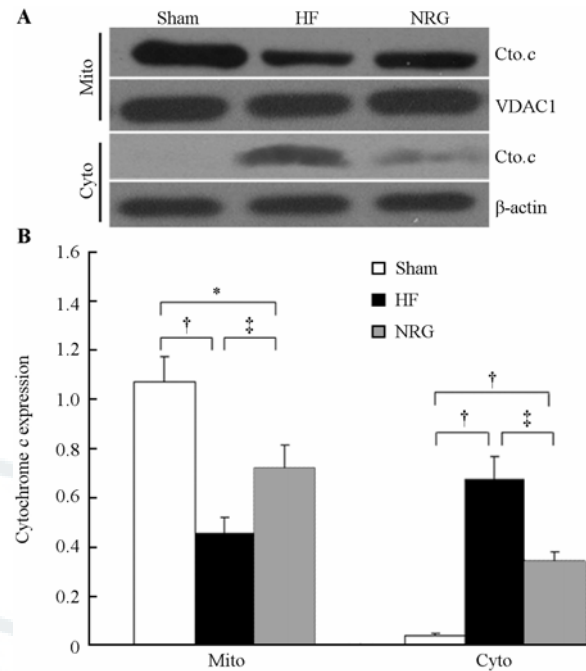 A
Sham HF NRG
Mito
Cto.c
VDAC1
Cyto
Cto.c
β-actin
B
Cytochrome c expression
1.6
1.4
1.2
1.0
0.8
0.6
0.4
0.2
0
Sham
HF
NRG
*
† ‡
†
† ‡
Mito Cyto